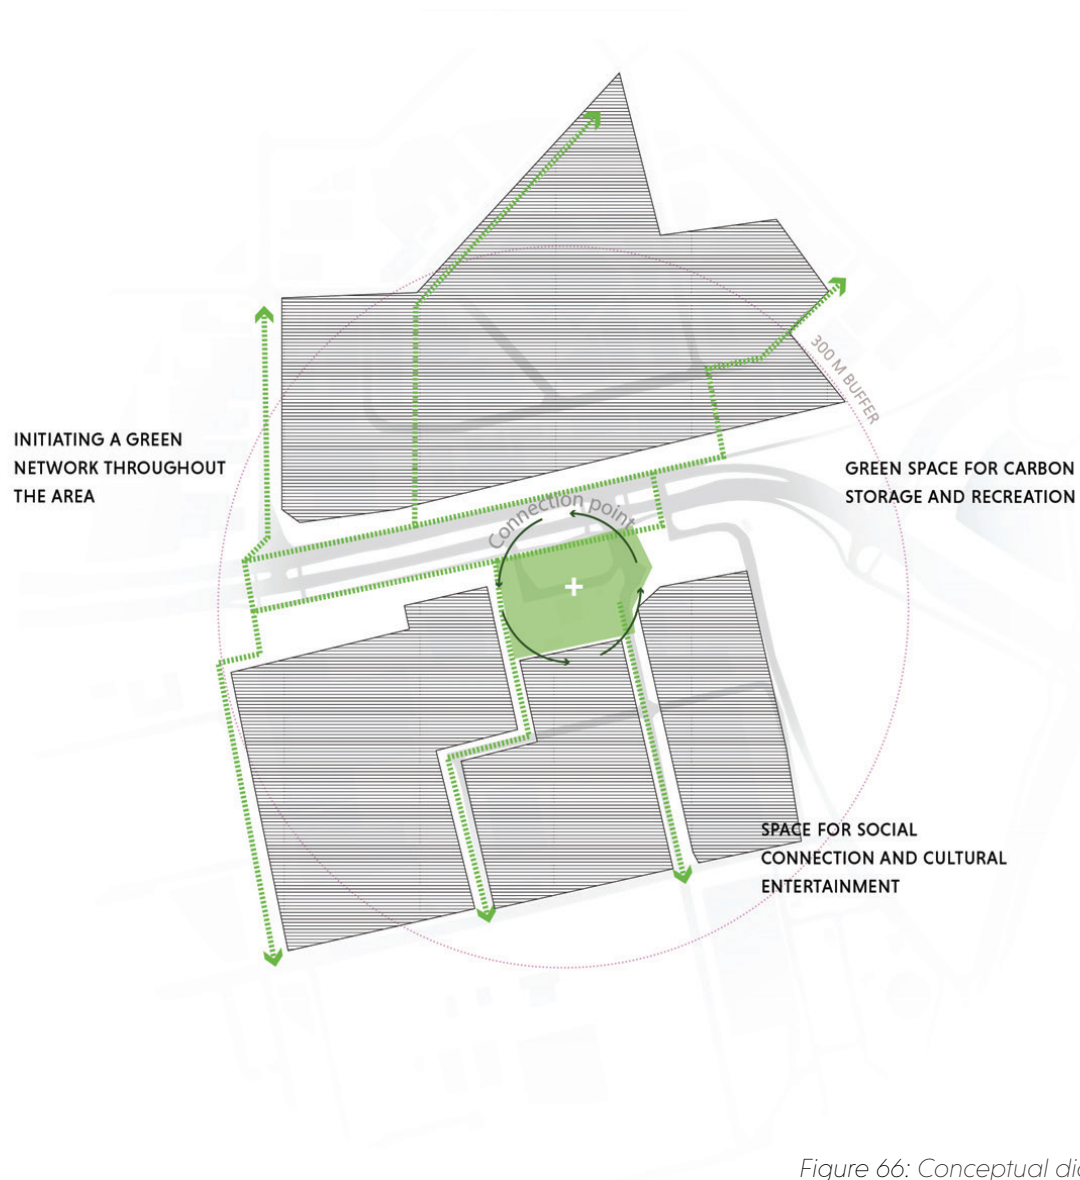 300 M BUFFER
INITIATING A GREEN
NETWORK THROUGHOUT
THE AREA
GREEN SPACE FOR CARBON
STORAGE AND RECREATION
Connection point
SPACE FOR SOCIAL
CONNECTION AND CULTURAL
ENTERTAINMENT
Figure 66: Conceptual